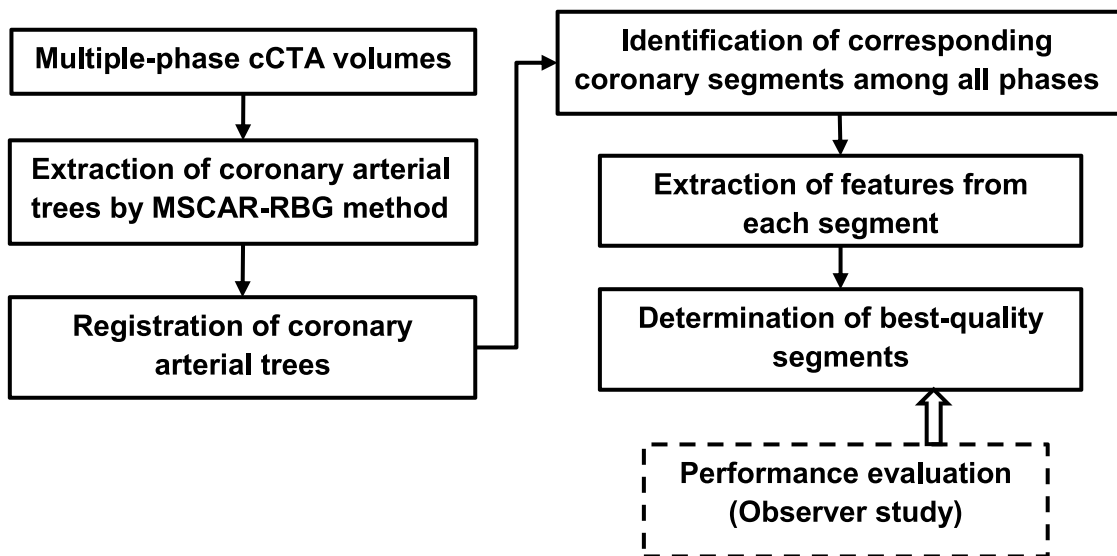 Multiple-phase cCTA volumes
Extraction of coronary arterial
trees by MSCAR-RBG method
Registration of coronary
arterial trees
Identification of corresponding
coronary segments among all phases
Extraction of features from
each segment
Determination of best-quality
segments
Performance evaluation
(Observer study)